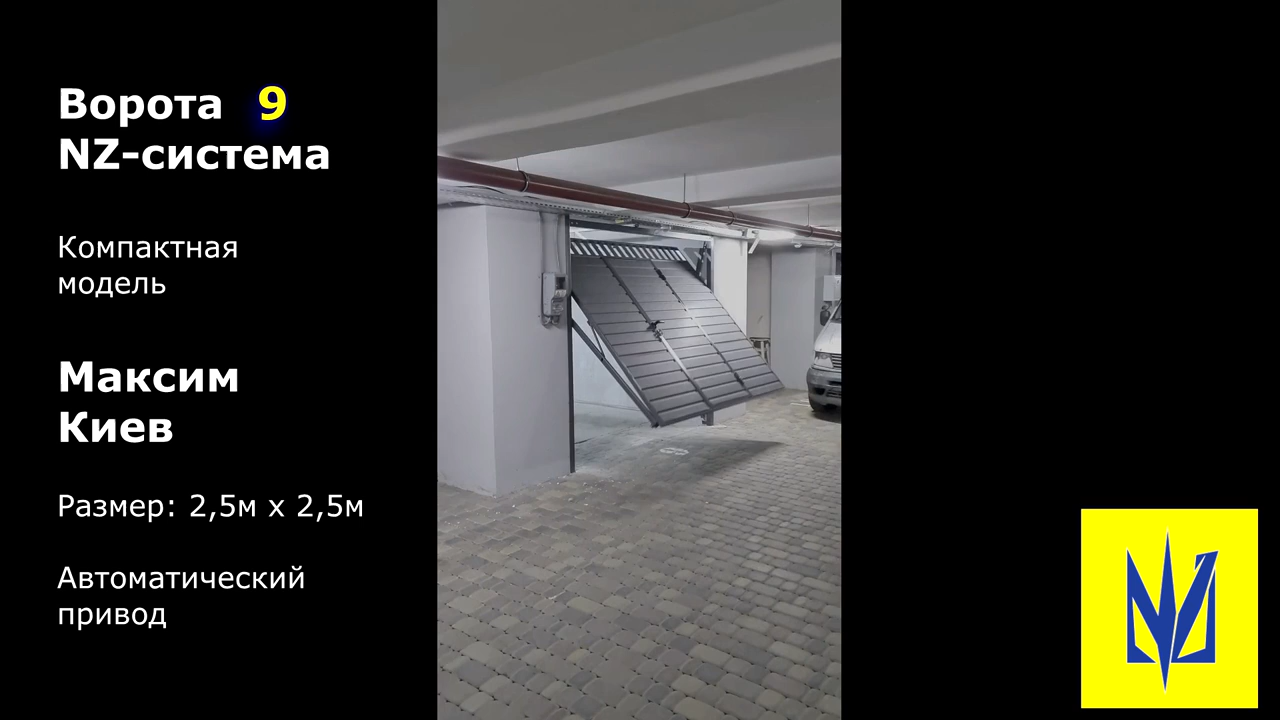 Ворота 9
NZ-система
Компактная
модель
Максим
Киев
Размер: 2,5м х 2,5м
Автоматический
привод